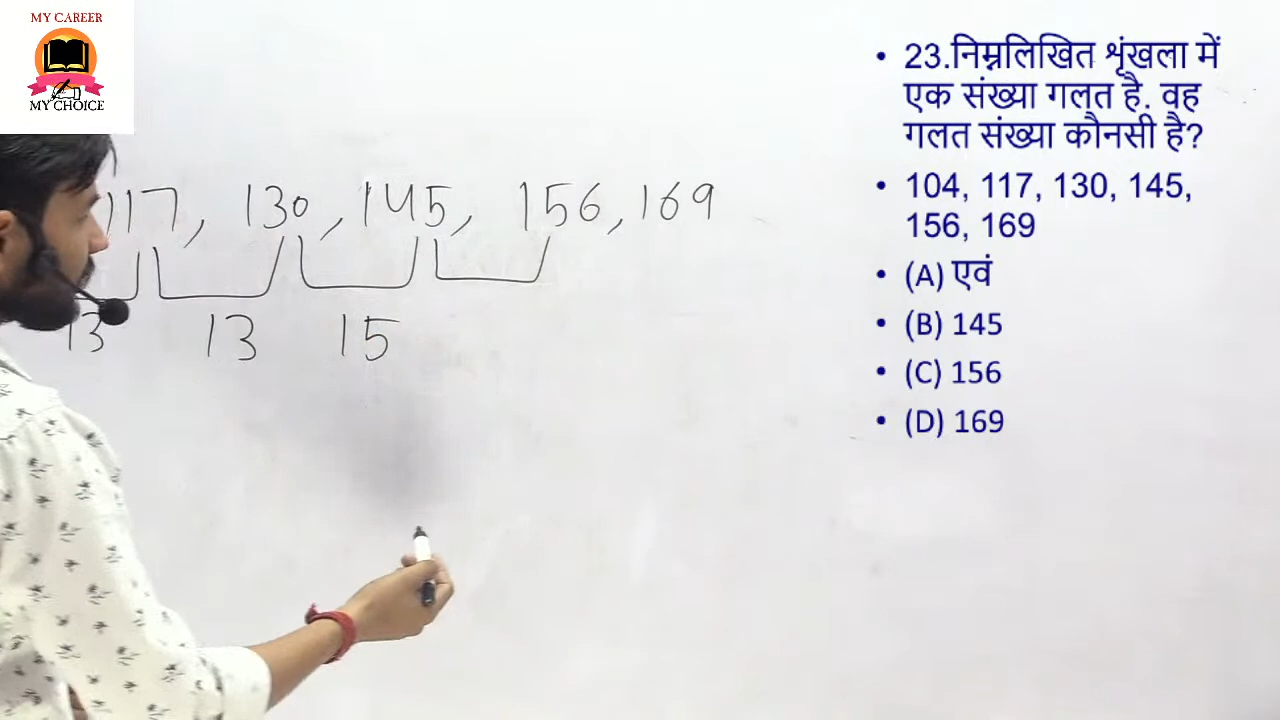 MY CAREER
MY CHOICE
• 23.निम्नलिखित शृंखला में
एक संख्या गलत है. वह
गलत संख्या कौनसी है?
• 104, 117, 130, 145,
156, 169
• (A) एवं
• (B) 145
• (C) 156
• (D) 169
117, 130, 145, 156, 169
13 13 15